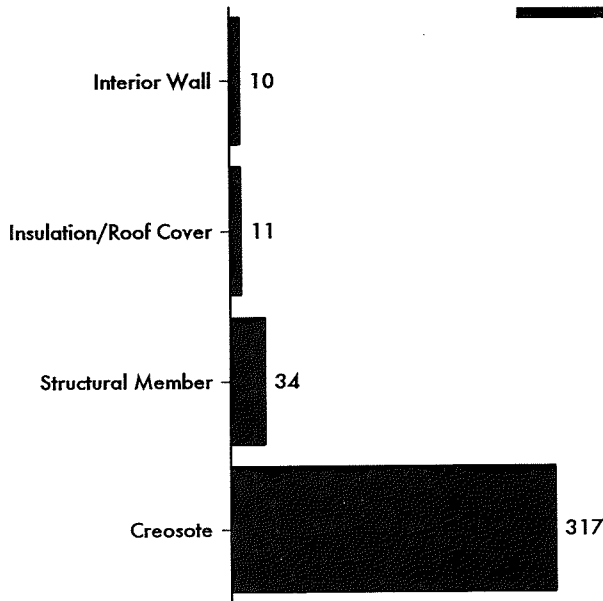 Interior Wall 10
Insulation/Roof Cover 11
Structural Member 34
Creosote 317